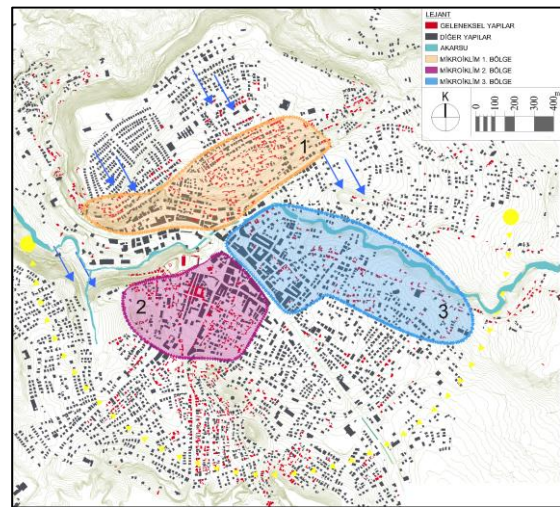 LEJANT
GELENEKSEL YAPILAR
DİĞER YAPILAR
AKARSU
MİKROİKLİM 1. BÖLGE
MİKROİKLİM 2. BÖLGE
MİKROİKLİM 3. BÖLGE
K
0 100 200 300 400 m
1
2
3